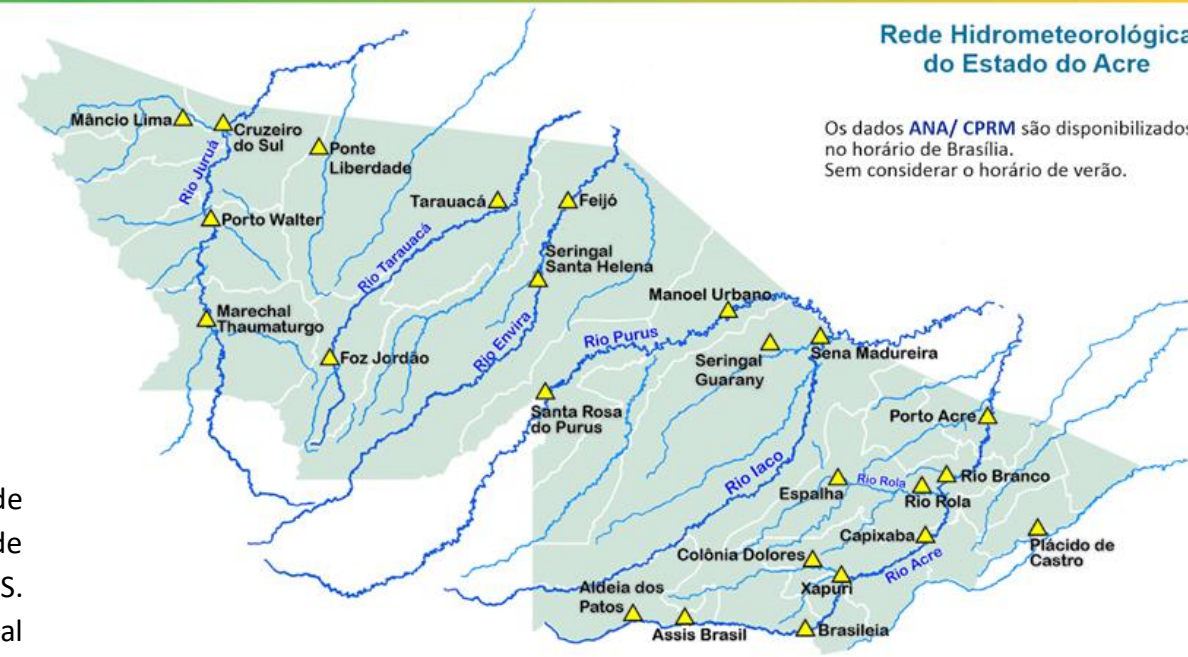 Rede Hidrometeorológica
do Estado do Acre
Os dados ANA/ CPRM são disponibilizados
no horário de Brasília.
Sem considerar o horário de verão.
Mâncio Lima
Cruzeiro
do Sul
Ponte
Liberdade
Rio Juruá
Porto Walter
Tarauacá
Feijó
Rio Tarauacá
Seringal
Santa Helena
Marechal
Thaumaturgo
Foz Jordão
Rio Envira
Manoel Urbano
Rio Purus
Seringal
Guarany
Sena Madureira
Santa Rosa
do Purus
Porto Acre
Rio Iaco
Espalha
Rio Rola
Rio Rola
Rio Branco
Capixaba
Plácido de
Castro
Colônia Dolores
Rio Acre
Xapuri
Aldeia dos
Patos
Assis Brasil
Brasileia
de
de
S.
al